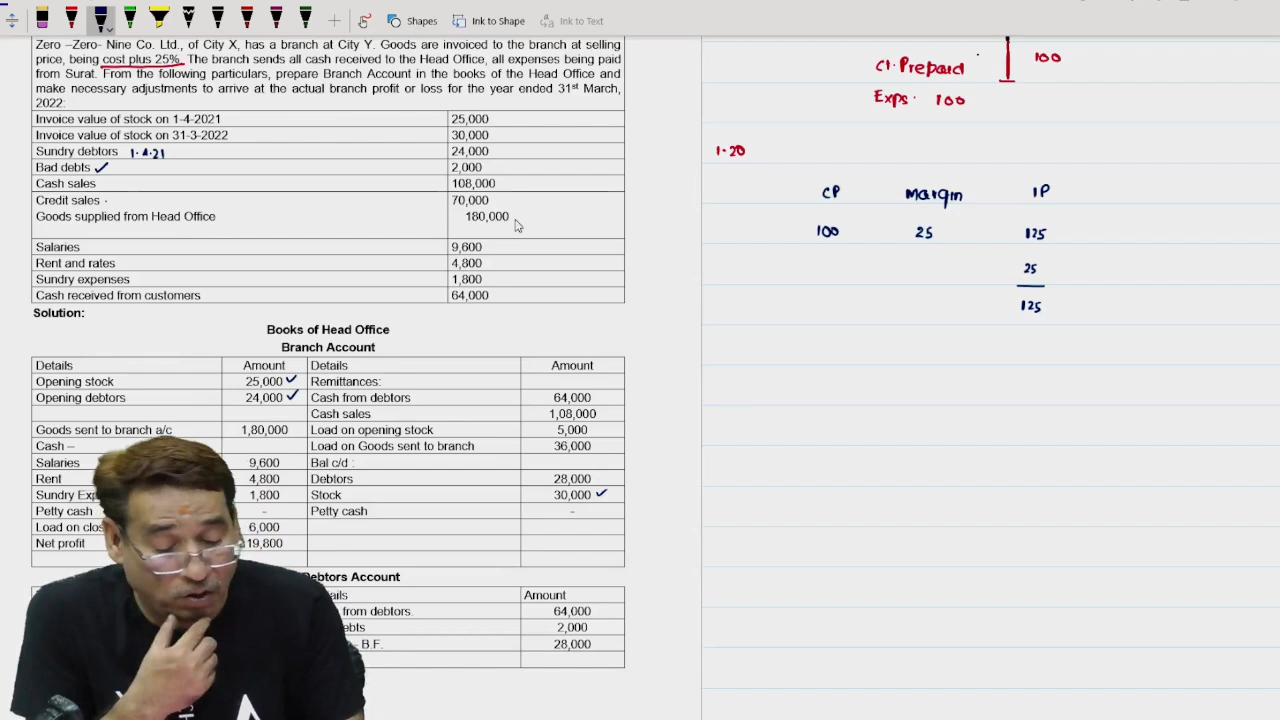 Shapes
Ink to Shape
Ink to Text
Zero –Zero- Nine Co. Ltd., of City X, has a branch at City Y. Goods are invoiced to the branch at selling
price, being cost plus 25%. The branch sends all cash received to the Head Office, all expenses being paid
from Surat. From the following particulars, prepare Branch Account in the books of the Head Office and
make necessary adjustments to arrive at the actual branch profit or loss for the year ended 31st March,
2022:
Invoice value of stock on 1-4-2021 25,000
Invoice value of stock on 31-3-2022 30,000
Sundry debtors 1.4.21 24,000
Bad debts ✓ 2,000
Cash sales 108,000
Credit sales 70,000
Goods supplied from Head Office 180,000
Salaries 9,600
Rent and rates 4,800
Sundry expenses 1,800
Cash received from customers 64,000
Solution:
Books of Head Office
Branch Account
Details Amount Details Amount
Opening stock 25,000 ✓ Remittances:
Opening debtors 24,000 ✓ Cash from debtors 64,000
Cash sales 1,08,000
Goods sent to branch a/c 1,80,000 Load on opening stock 5,000
Cash – Load on Goods sent to branch 36,000
Salaries 9,600 Bal c/d :
Rent 4,800 Debtors 28,000
Sundry 1,800 Stock 30,000 ✓
Petty cash - Petty cash -
Load on 6,000
Net profit 19,800
Debtors Account
Amount
from debtors. 64,000
2,000
- B.F. 28,000
Cl. Prepaid
Exps. 100
100
1.20
CP Margin IP
100 25 125
25
125